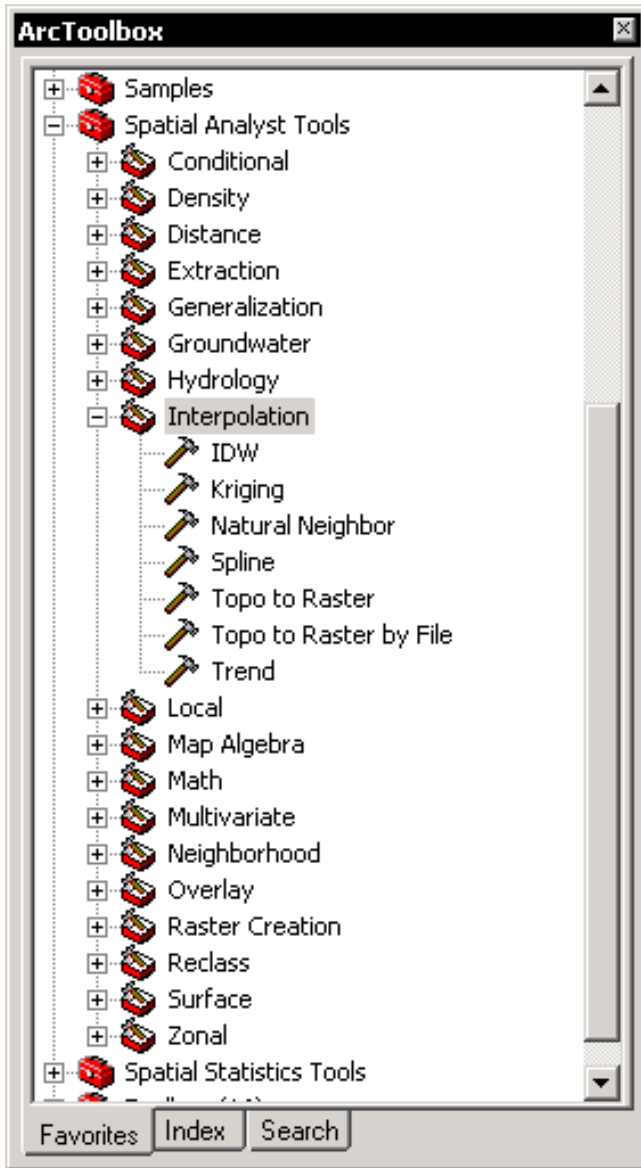 ArcToolbox
Samples
Spatial Analyst Tools
Conditional
Density
Distance
Extraction
Generalization
Groundwater
Hydrology
Interpolation
IDW
Kriging
Natural Neighbor
Spline
Topo to Raster
Topo to Raster by File
Trend
Local
Map Algebra
Math
Multivariate
Neighborhood
Overlay
Raster Creation
Reclass
Surface
Zonal
Spatial Statistics Tools
Favorites Index Search